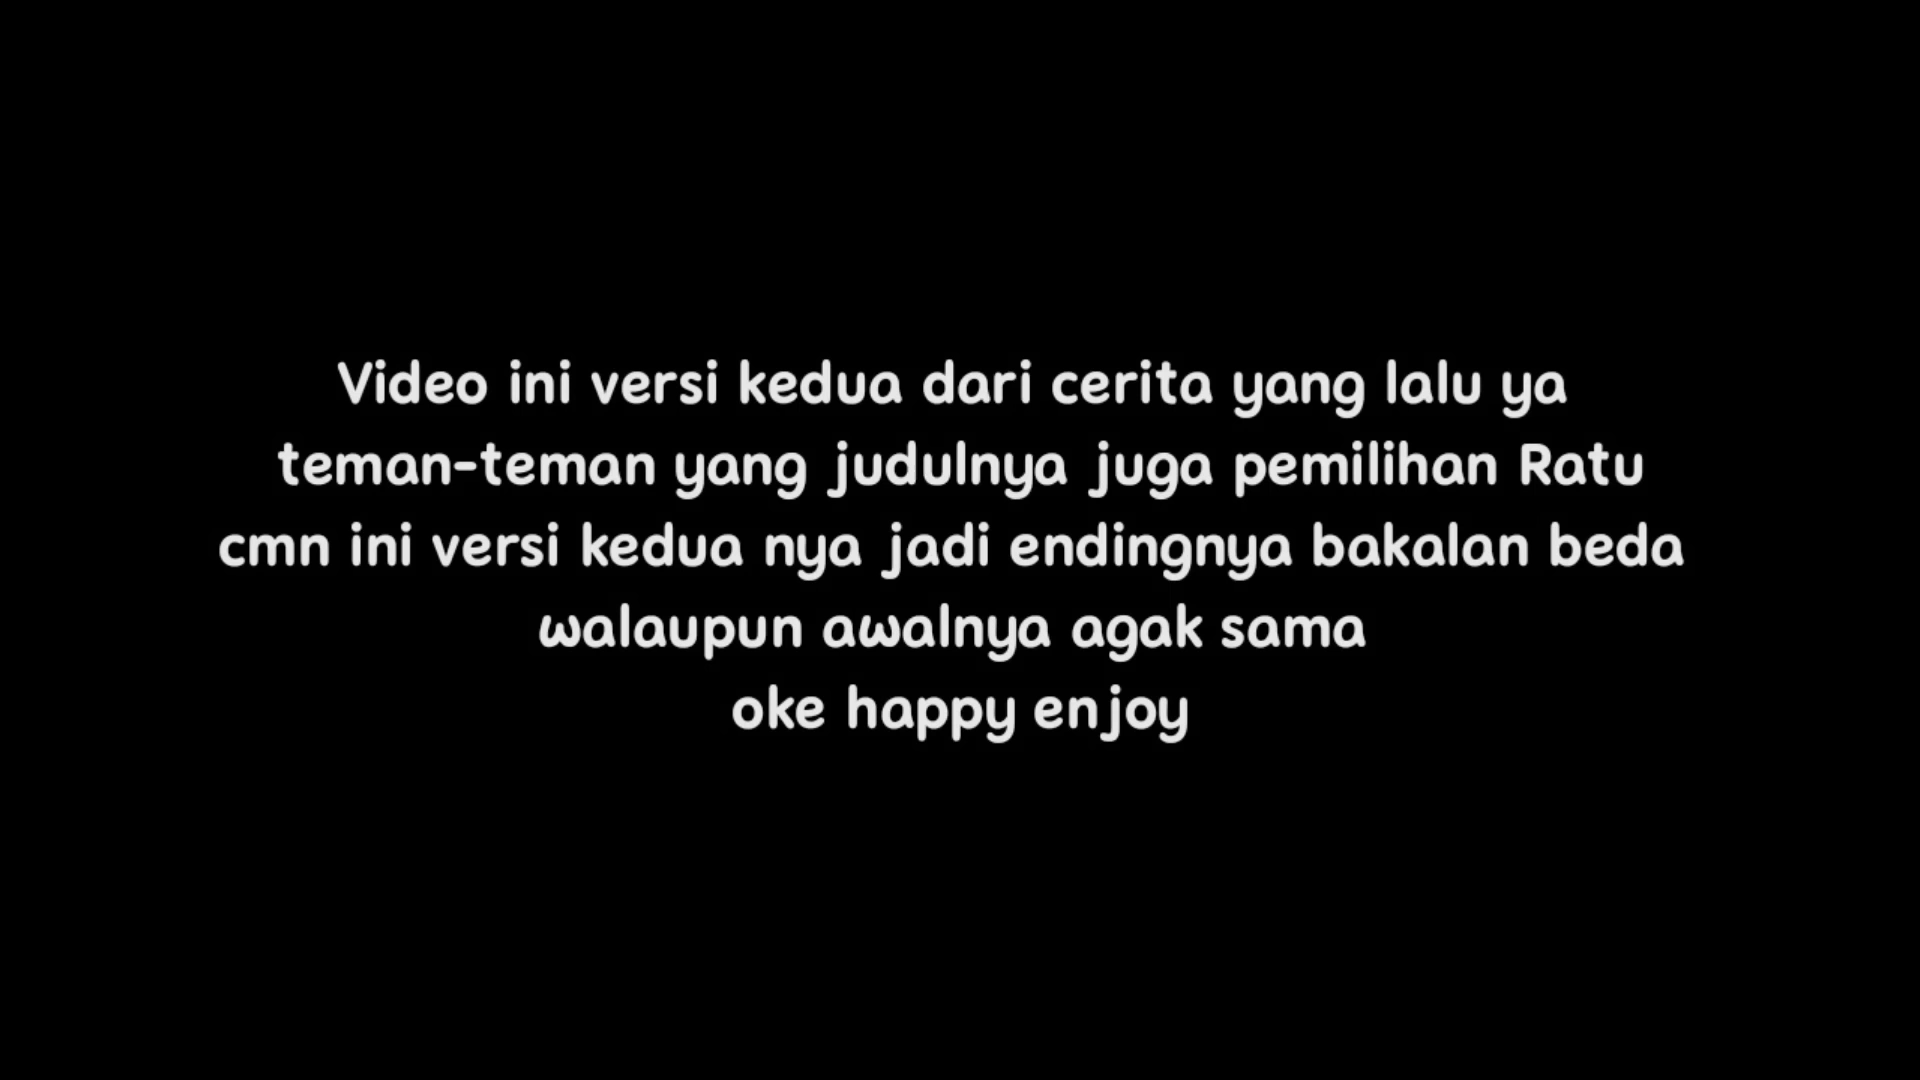 Video ini versi kedua dari cerita yang lalu ya
teman-teman yang judulnya juga pemilihan Ratu
cmn ini versi kedua nya jadi endingnya bakalan beda
walaupun awalnya agak sama
oke happy enjoy